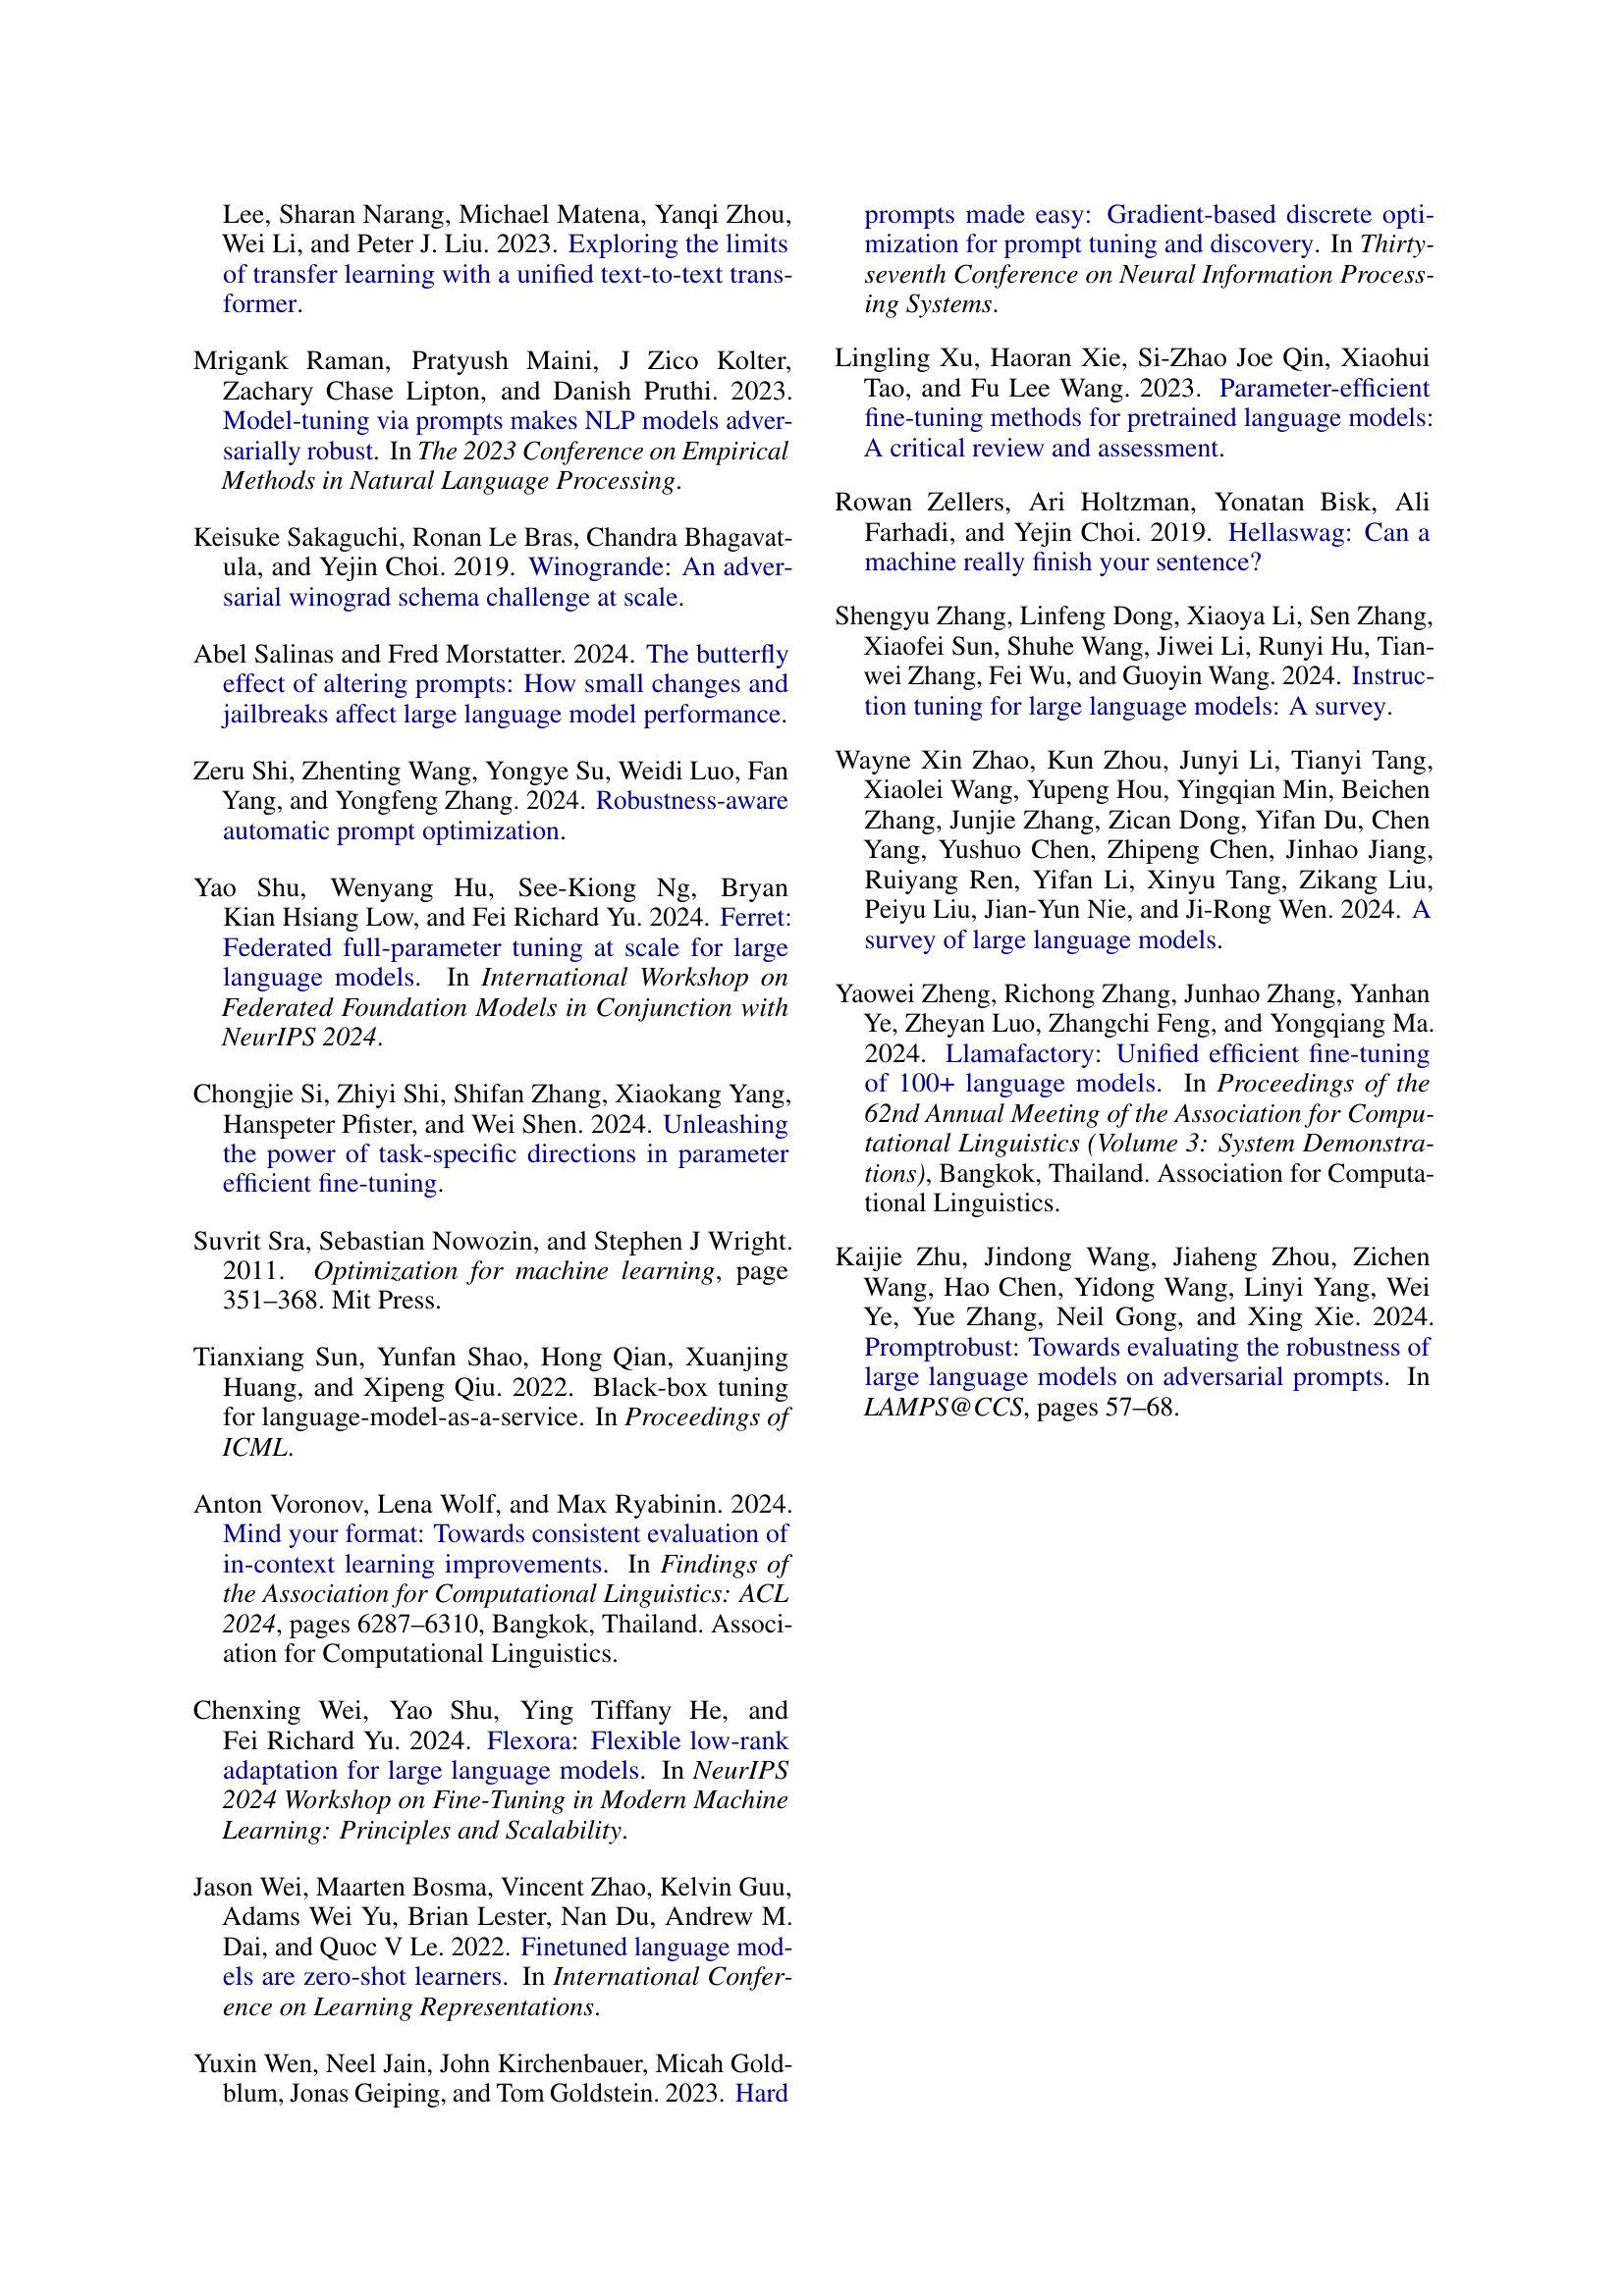 Lee, Sharan Narang, Michael Matena, Yanqi Zhou,
Wei Li, and Peter J. Liu. 2023. Exploring the limits
of transfer learning with a unified text-to-text trans-
former.
Mrigank Raman, Pratyush Maini, J Zico Kolter,
Zachary Chase Lipton, and Danish Pruthi. 2023.
Model-tuning via prompts makes NLP models adver-
sarially robust. In The 2023 Conference on Empirical
Methods in Natural Language Processing.
Keisuke Sakaguchi, Ronan Le Bras, Chandra Bhagavat-
ula, and Yejin Choi. 2019. Winogrande: An adver-
sarial winograd schema challenge at scale.
Abel Salinas and Fred Morstatter. 2024. The butterfly
effect of altering prompts: How small changes and
jailbreaks affect large language model performance.
Zeru Shi, Zhenting Wang, Yongye Su, Weidi Luo, Fan
Yang, and Yongfeng Zhang. 2024. Robustness-aware
automatic prompt optimization.
Yao Shu, Wenyang Hu, See-Kiong Ng, Bryan
Kian Hsiang Low, and Fei Richard Yu. 2024. Ferret:
Federated full-parameter tuning at scale for large
language models. In International Workshop on
Federated Foundation Models in Conjunction with
NeurIPS 2024.
Chongjie Si, Zhiyi Shi, Shifan Zhang, Xiaokang Yang,
Hanspeter Pfister, and Wei Shen. 2024. Unleashing
the power of task-specific directions in parameter
efficient fine-tuning.
Suvrit Sra, Sebastian Nowozin, and Stephen J Wright.
2011. Optimization for machine learning, page
351–368. Mit Press.
Tianxiang Sun, Yunfan Shao, Hong Qian, Xuanjing
Huang, and Xipeng Qiu. 2022. Black-box tuning
for language-model-as-a-service. In Proceedings of
ICML.
Anton Voronov, Lena Wolf, and Max Ryabinin. 2024.
Mind your format: Towards consistent evaluation of
in-context learning improvements. In Findings of
the Association for Computational Linguistics: ACL
2024, pages 6287–6310, Bangkok, Thailand. Associ-
ation for Computational Linguistics.
Chenxing Wei, Yao Shu, Ying Tiffany He, and
Fei Richard Yu. 2024. Flexora: Flexible low-rank
adaptation for large language models. In NeurIPS
2024 Workshop on Fine-Tuning in Modern Machine
Learning: Principles and Scalability.
Jason Wei, Maarten Bosma, Vincent Zhao, Kelvin Guu,
Adams Wei Yu, Brian Lester, Nan Du, Andrew M.
Dai, and Quoc V Le. 2022. Finetuned language mod-
els are zero-shot learners. In International Confer-
ence on Learning Representations.
Yuxin Wen, Neel Jain, John Kirchenbauer, Micah Gold-
blum, Jonas Geiping, and Tom Goldstein. 2023. Hard
prompts made easy: Gradient-based discrete opti-
mization for prompt tuning and discovery. In Thirty-
seventh Conference on Neural Information Process-
ing Systems.
Lingling Xu, Haoran Xie, Si-Zhao Joe Qin, Xiaohui
Tao, and Fu Lee Wang. 2023. Parameter-efficient
fine-tuning methods for pretrained language models:
A critical review and assessment.
Rowan Zellers, Ari Holtzman, Yonatan Bisk, Ali
Farhadi, and Yejin Choi. 2019. Hellaswag: Can a
machine really finish your sentence?
Shengyu Zhang, Linfeng Dong, Xiaoya Li, Sen Zhang,
Xiaofei Sun, Shuhe Wang, Jiwei Li, Runyi Hu, Tian-
wei Zhang, Fei Wu, and Guoyin Wang. 2024. Instruc-
tion tuning for large language models: A survey.
Wayne Xin Zhao, Kun Zhou, Junyi Li, Tianyi Tang,
Xiaolei Wang, Yupeng Hou, Yingqian Min, Beichen
Zhang, Junjie Zhang, Zican Dong, Yifan Du, Chen
Yang, Yushuo Chen, Zhipeng Chen, Jinhao Jiang,
Ruiyang Ren, Yifan Li, Xinyu Tang, Zikang Liu,
Peiyu Liu, Jian-Yun Nie, and Ji-Rong Wen. 2024. A
survey of large language models.
Yaowei Zheng, Richong Zhang, Junhao Zhang, Yanhan
Ye, Zheyan Luo, Zhangchi Feng, and Yongqiang Ma.
2024. Llamafactory: Unified efficient fine-tuning
of 100+ language models. In Proceedings of the
62nd Annual Meeting of the Association for Compu-
tational Linguistics (Volume 3: System Demonstra-
tions), Bangkok, Thailand. Association for Computa-
tional Linguistics.
Kaijie Zhu, Jindong Wang, Jiaheng Zhou, Zichen
Wang, Hao Chen, Yidong Wang, Linyi Yang, Wei
Ye, Yue Zhang, Neil Gong, and Xing Xie. 2024.
Promptrobust: Towards evaluating the robustness of
large language models on adversarial prompts. In
LAMPS@CCS, pages 57–68.